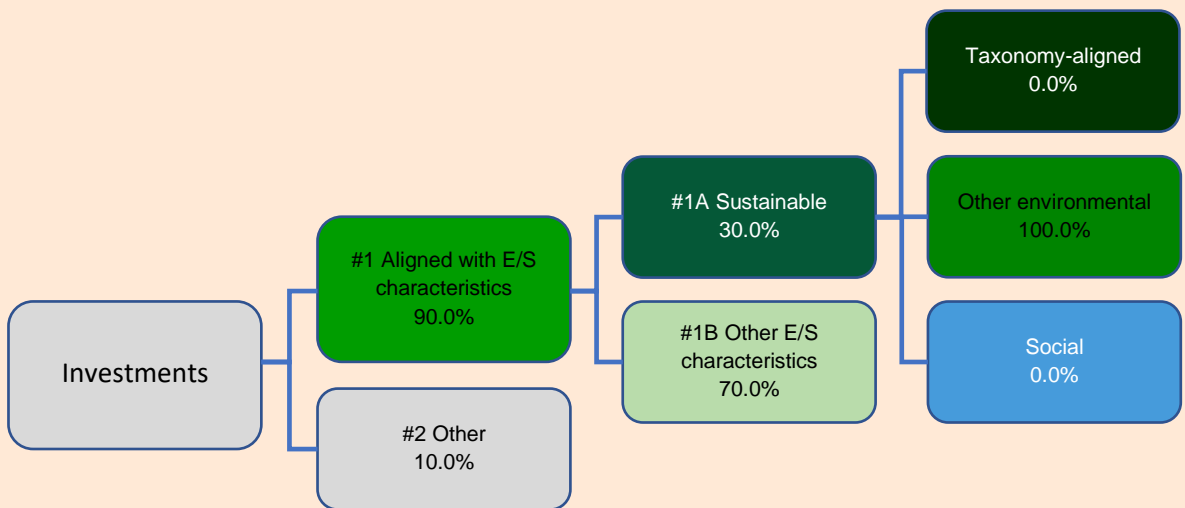 Investments
#1 Aligned with E/S
characteristics
90.0%
#2 Other
10.0%
#1A Sustainable
30.0%
#1B Other E/S
characteristics
70.0%
Taxonomy-aligned
0.0%
Other environmental
100.0%
Social
0.0%